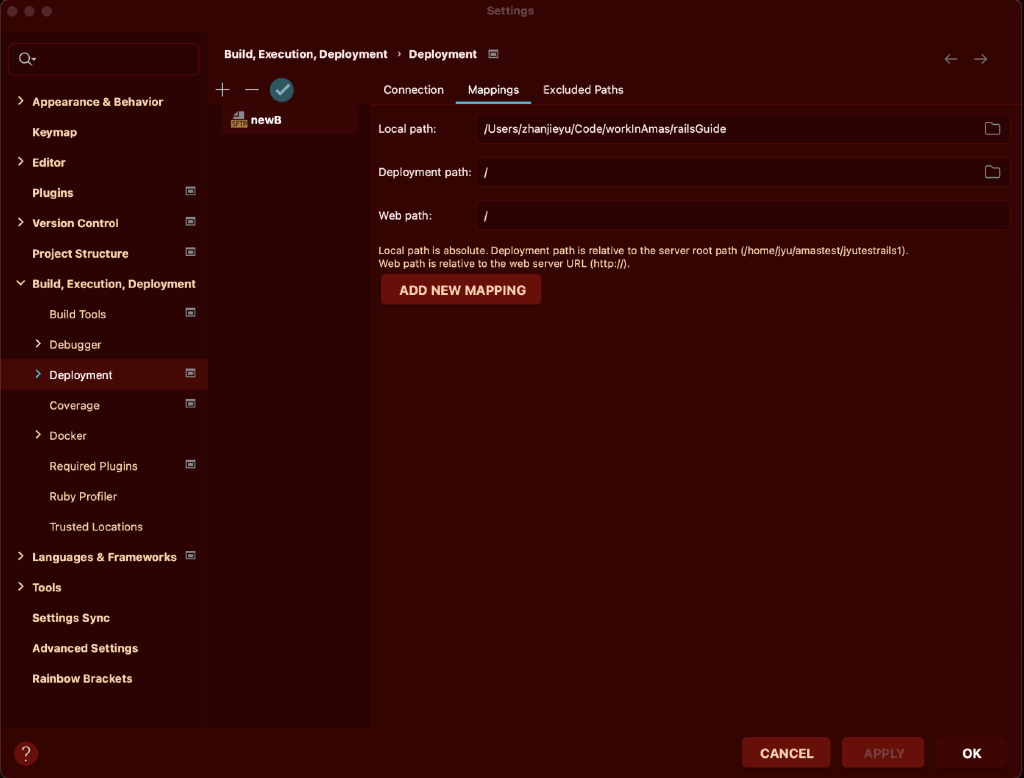 Settings
Build, Execution, Deployment › Deployment
Appearance & Behavior
Keymap
Editor
Plugins
Version Control
Project Structure
Build, Execution, Deployment
Build Tools
Debugger
Deployment
Coverage
Docker
Required Plugins
Ruby Profiler
Trusted Locations
Languages & Frameworks
Tools
Settings Sync
Advanced Settings
Rainbow Brackets
SFTP newB
Connection Mappings Excluded Paths
Local path: /Users/zhanjieyu/Code/workInAmas/railsGuide
Deployment path: /
Web path: /
Local path is absolute. Deployment path is relative to the server root path (/home/jyu/amastest/jyutestrails1).
Web path is relative to the web server URL (http://).
ADD NEW MAPPING
? CANCEL APPLY OK